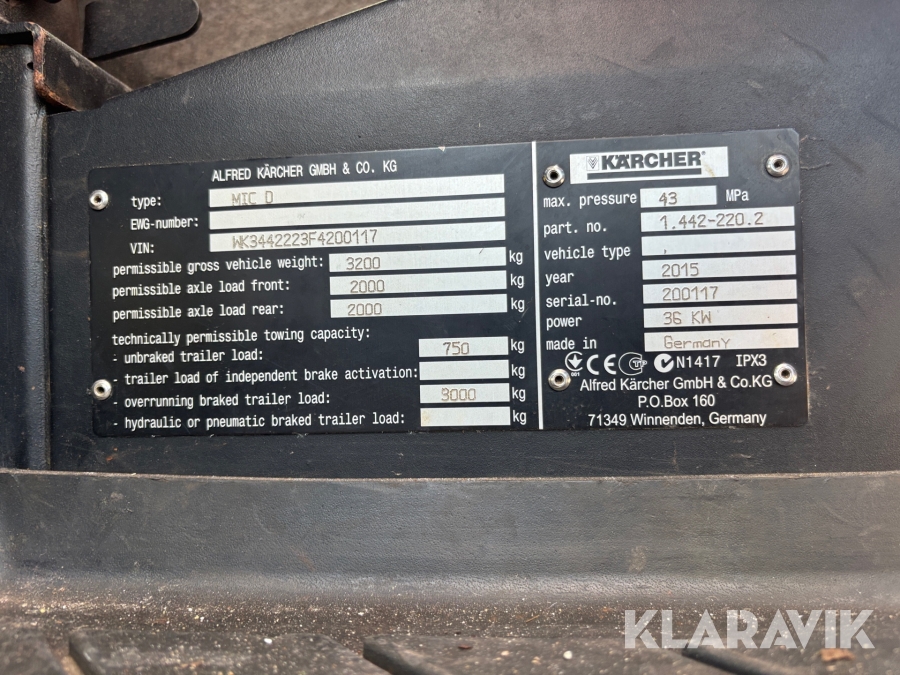 ALFRED KÄRCHER GMBH & CO. KG
type: MIC D
EWG-number:
VIN: WK3442223F4200117
permissible gross vehicle weight: 3200 kg
permissible axle load front: 2000 kg
permissible axle load rear: 2000 kg
technically permissible towing capacity:
- unbraked trailer load: 750 kg
- trailer load of independent brake activation: kg
- overrunning braked trailer load: 3000 kg
- hydraulic or pneumatic braked trailer load: kg
KÄRCHER
max. pressure 43 MPa
part. no. 1.442-220.2
vehicle type .
year 2015
serial-no. 200117
power 36 KW
made in Germany
001 CE N1417 IPX3
Alfred Kärcher GmbH & Co.KG
P.O.Box 160
71349 Winnenden, Germany
KLARAVIK